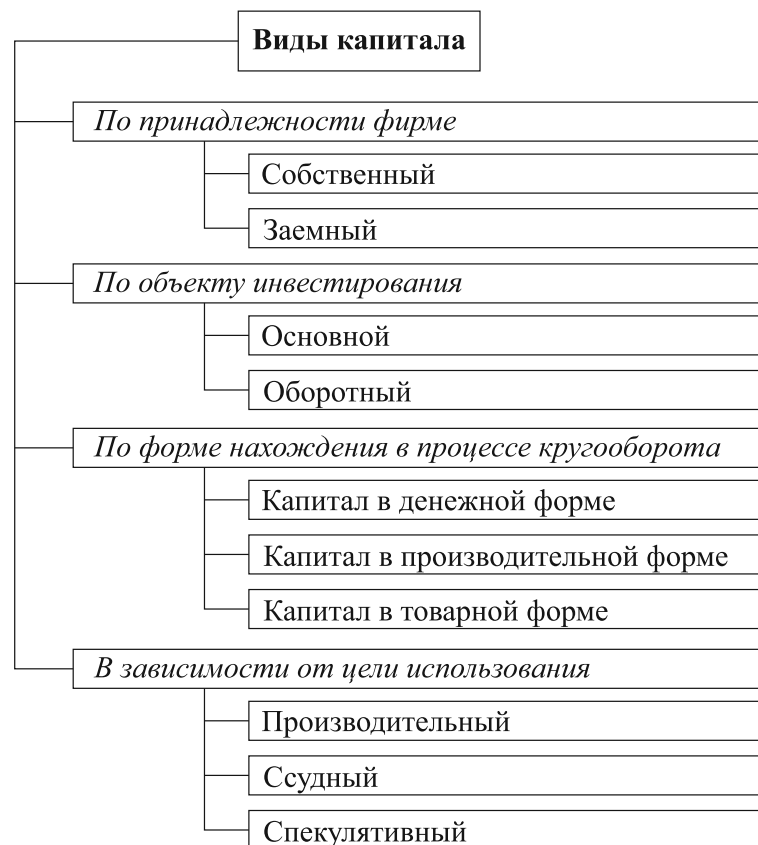 Виды капитала
По принадлежности фирме
Собственный
Заемный
По объекту инвестирования
Основной
Оборотный
По форме нахождения в процессе кругооборота
Капитал в денежной форме
Капитал в производительной форме
Капитал в товарной форме
В зависимости от цели использования
Производительный
Ссудный
Спекулятивный